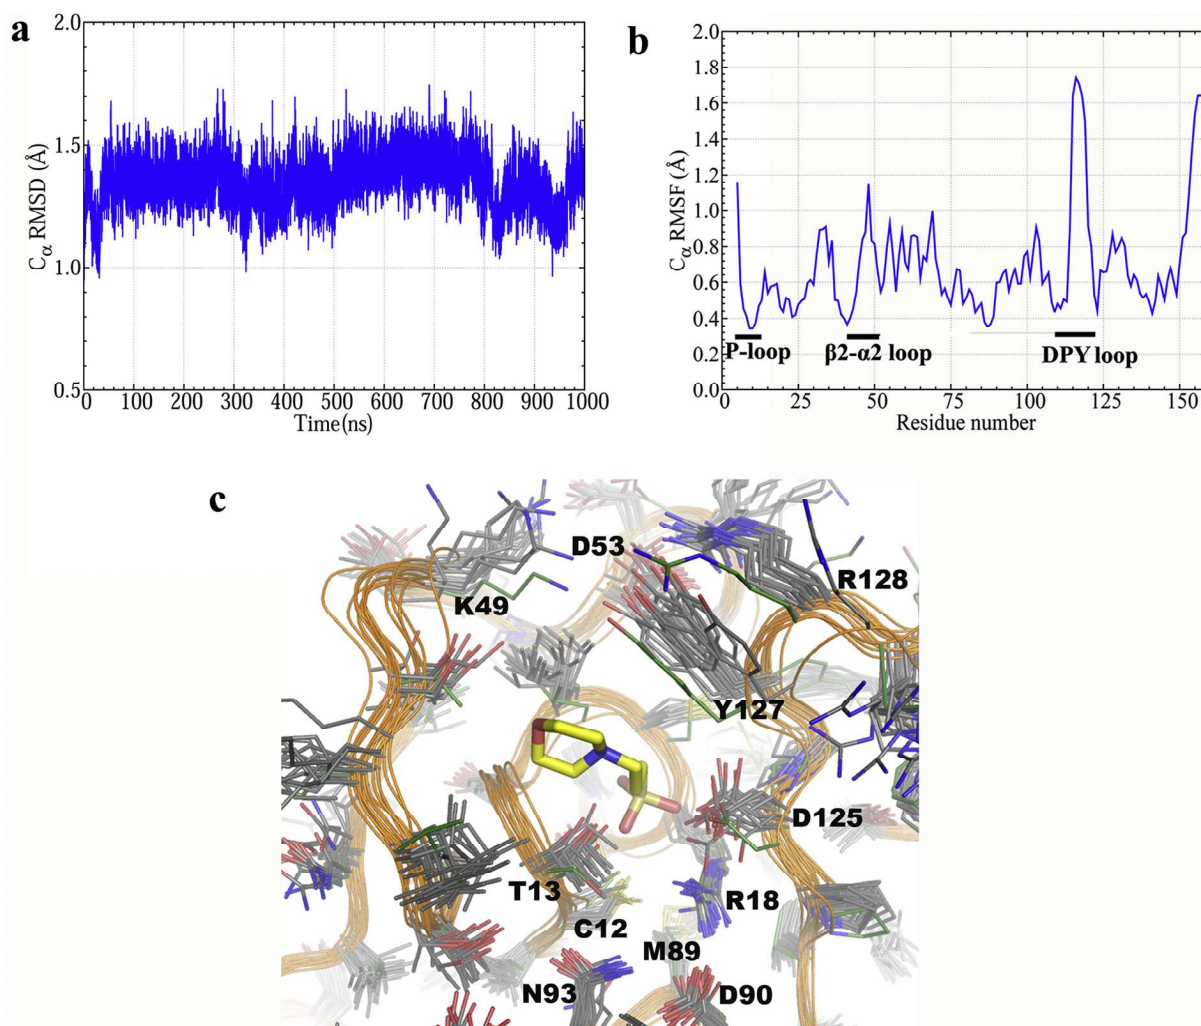 a
2.0
1.5
1.0
0.5
Cα RMSD (Å)
0 100 200 300 400 500 600 700 800 900 1000
Time(ns)
b
2.0
1.8
1.6
1.4
1.2
1.0
0.8
0.6
0.4
0.2
0.0
Cα RMSF (Å)
P-loop
β2-α2 loop
DPY loop
0 25 50 75 100 125 150
Residue number
c
D53
R128
K49
Y127
D125
T13
R18
C12
M89
N93
D90